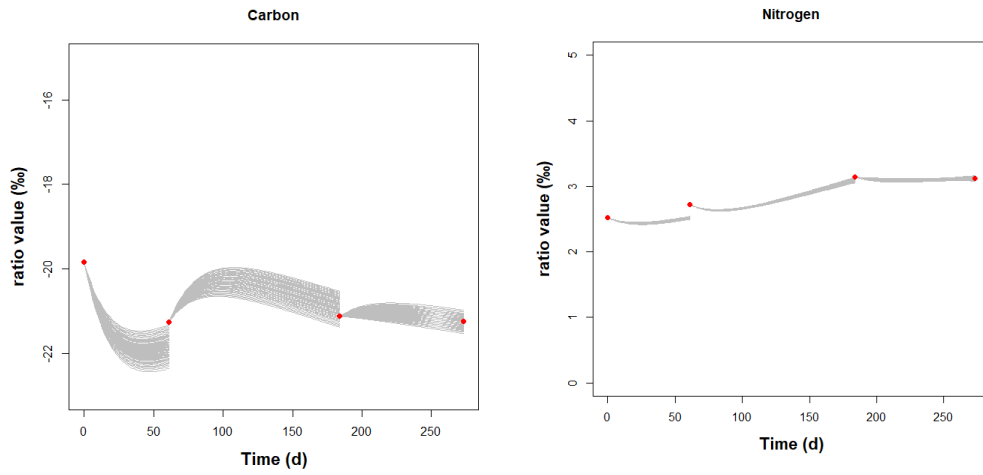 Carbon
ratio value (‰)
-16
-18
-20
-22
0 50 100 150 200 250
Time (d)
Nitrogen
ratio value (‰)
5
4
3
2
1
0
0 50 100 150 200 250
Time (d)